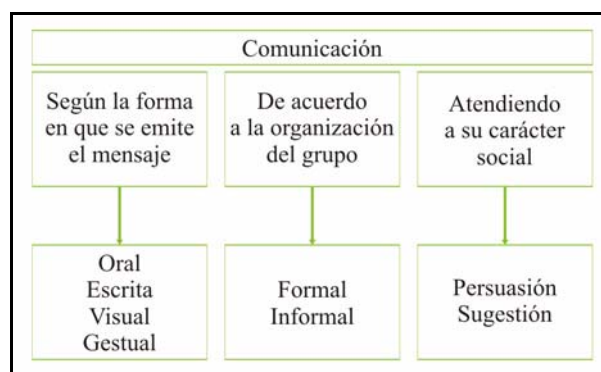 Comunicación
Según la forma
en que se emite
el mensaje
De acuerdo
a la organización
del grupo
Atendiendo
a su carácter
social
Oral
Escrita
Visual
Gestual
Formal
Informal
Persuasión
Sugestión